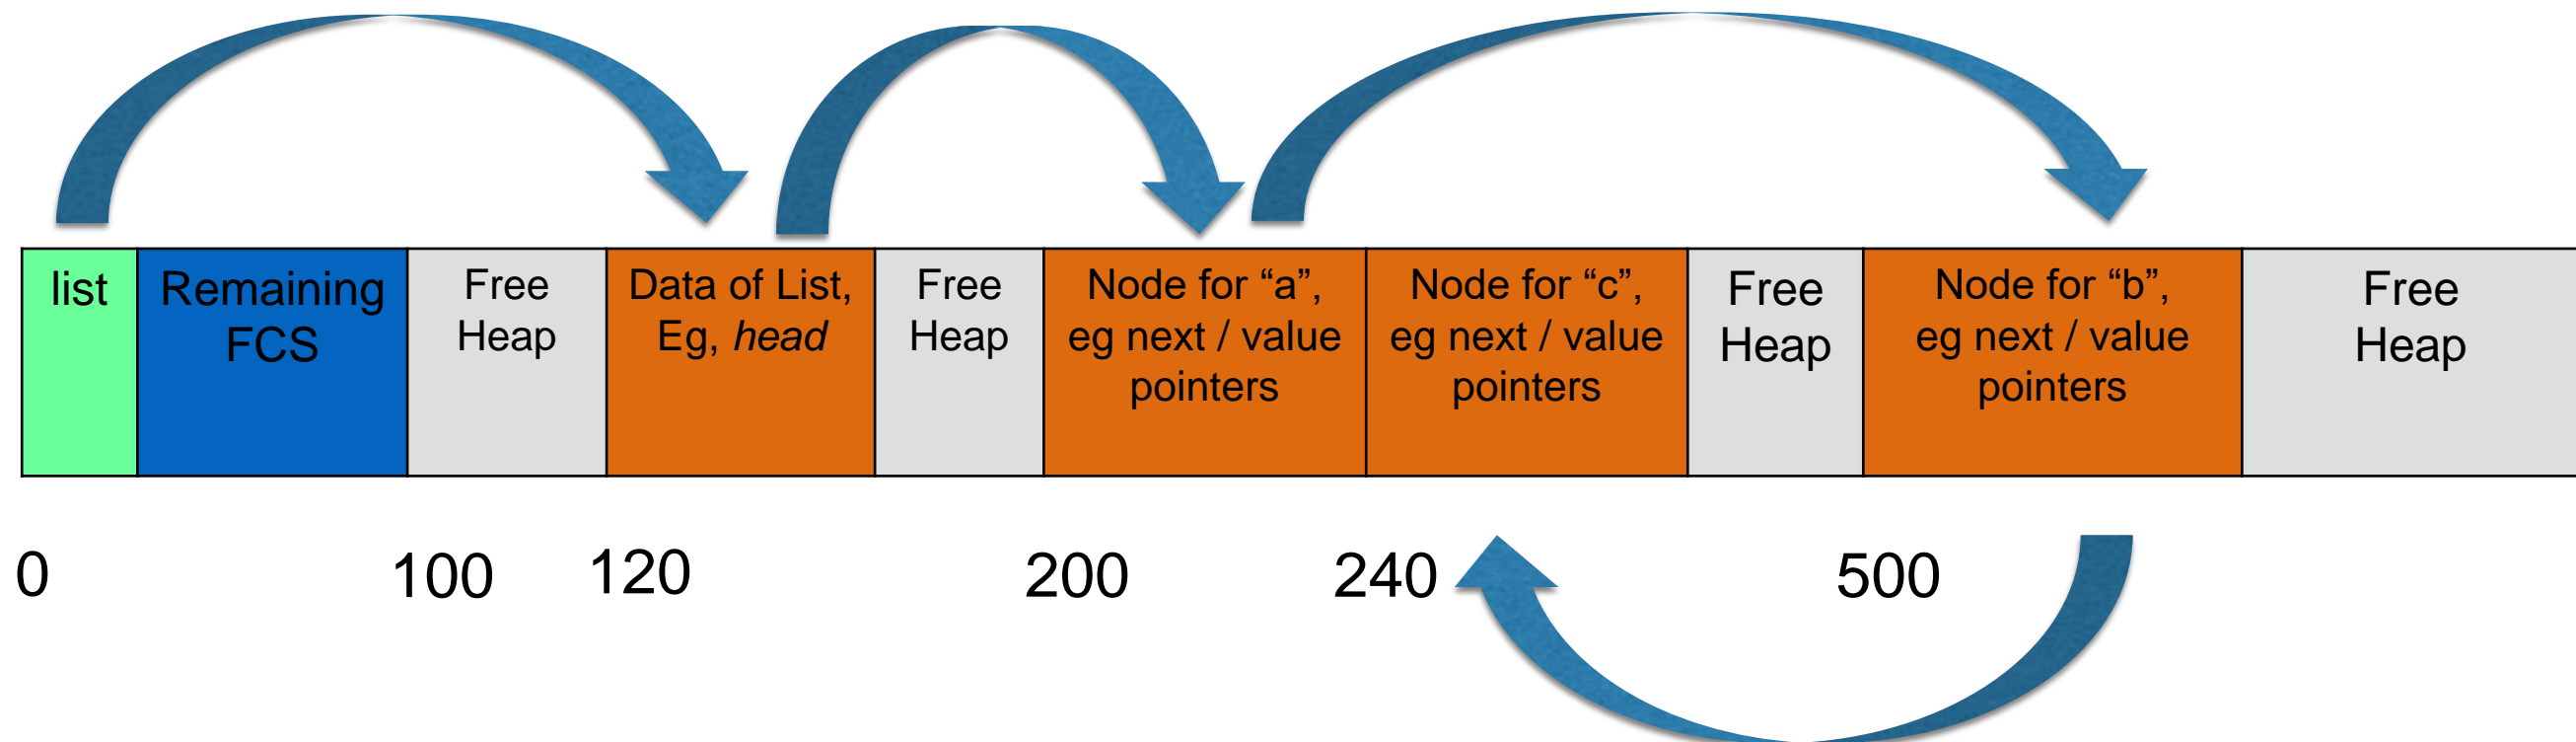 list
Remaining
FCS
Free
Heap
Data of List,
Eg, head
Free
Heap
Node for “a”,
eg next / value
pointers
Node for “c”,
eg next / value
pointers
Free
Heap
Node for “b”,
eg next / value
pointers
Free
Heap
0
100
120
200
240
500